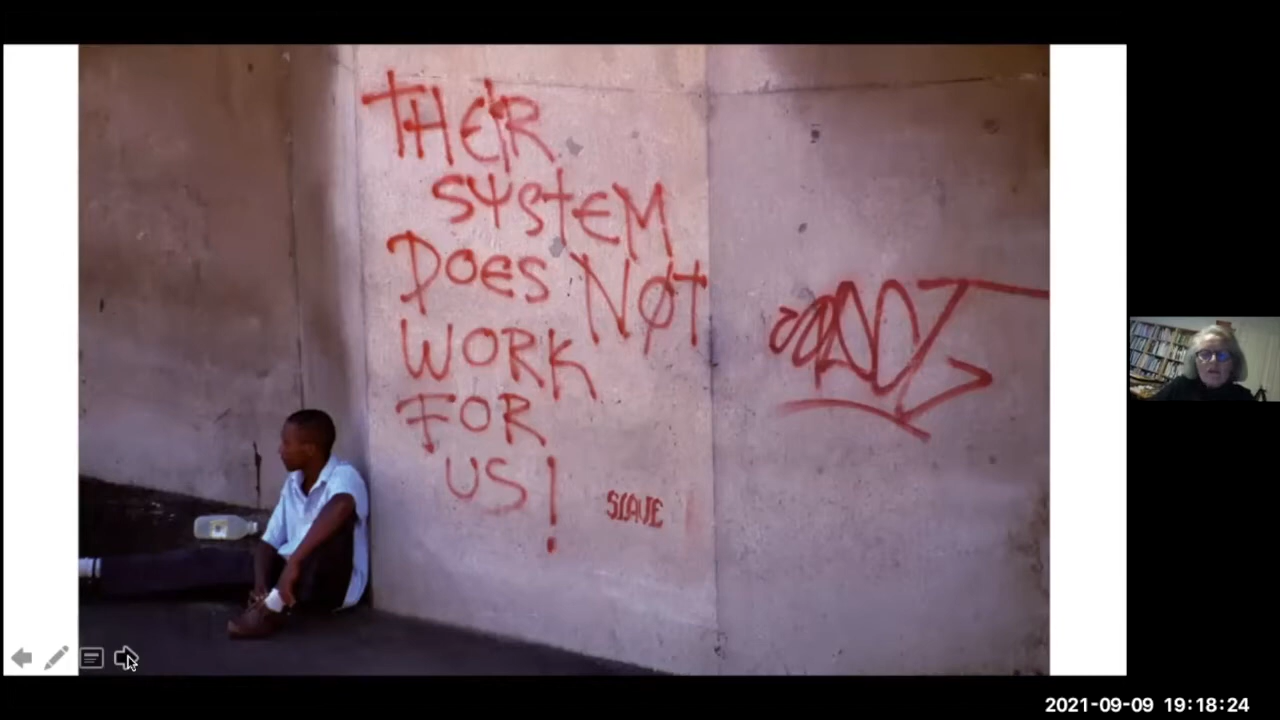 THEIR
SYSTEM
DOES NOT
WORK
FOR
US!
SLAVE
2021-09-09 19:18:24